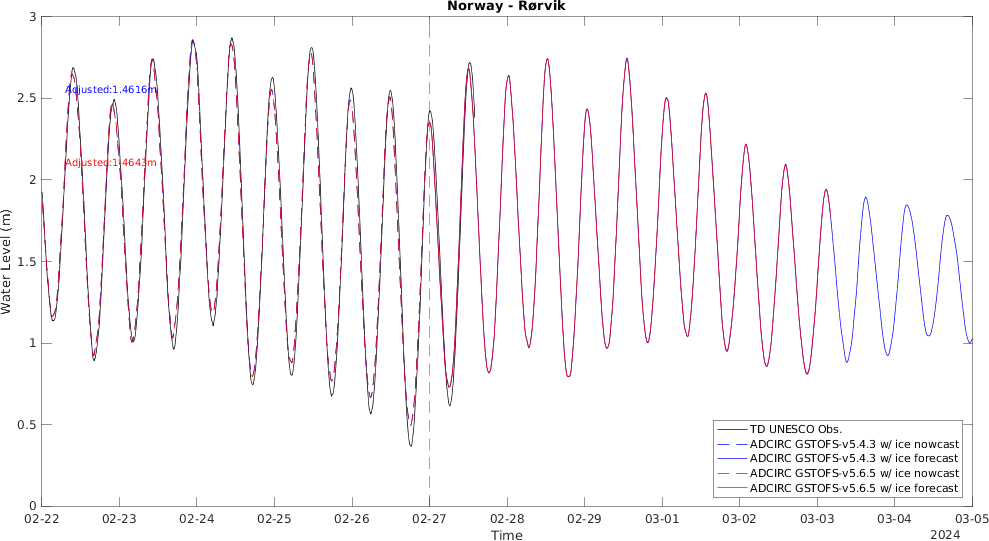 Norway - Rørvik
3
2.5
2
1.5
1
0.5
0
Water Level (m)
Adjusted:1.4616m
Adjusted:1.4643m
TD UNESCO Obs.
ADCIRC GSTOFS-v5.4.3 w/ ice nowcast
ADCIRC GSTOFS-v5.4.3 w/ ice forecast
ADCIRC GSTOFS-v5.6.5 w/ ice nowcast
ADCIRC GSTOFS-v5.6.5 w/ ice forecast
02-22 02-23 02-24 02-25 02-26 02-27 02-28 02-29 03-01 03-02 03-03 03-04 03-05
Time
2024